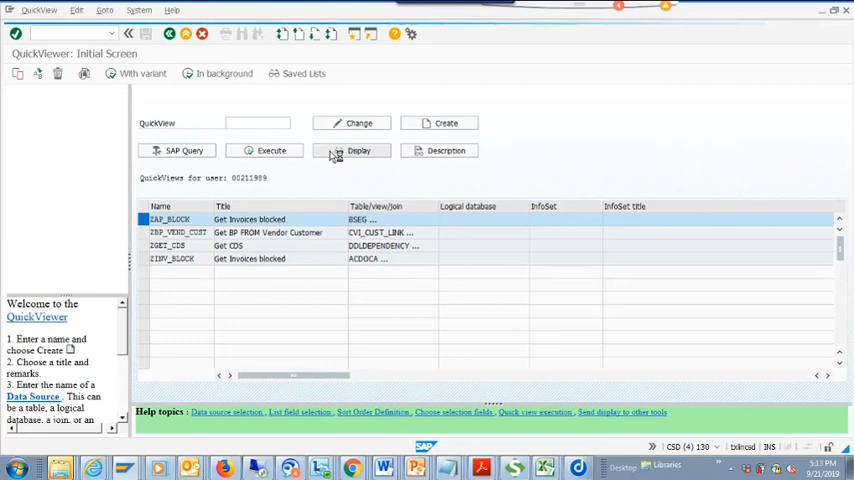 QuickView Edit Goto System Help
QuickViewer: Initial Screen
With variant In background Saved Lists
QuickView Change Create
SAP Query Execute Display Description
QuickViews for user: 00211989
Name Title Table/view/join Logical database InfoSet InfoSet title
ZAP_BLOCK Get Invoices blocked BSEG ...
ZBP_VEND_CUST Get BP FROM Vendor Customer CVI_CUST_LINK ...
ZGET_CDS Get CDS DDLDEPENDENCY ...
ZINV_BLOCK Get Invoices blocked ACDOCA ...
Welcome to the
QuickViewer
1. Enter a name and
choose Create
2. Choose a title and
remarks.
3. Enter the name of a
Data Source . This can
be a table, a logical
database, a join, or an
Help topics : Data source selection , List field selection , Sort Order Definition , Choose selection fields , Quick view execution , Send display to other tools
SAP
CSD (4) 130 txlncsd INS
Desktop Libraries
5:13 PM
9/21/2019